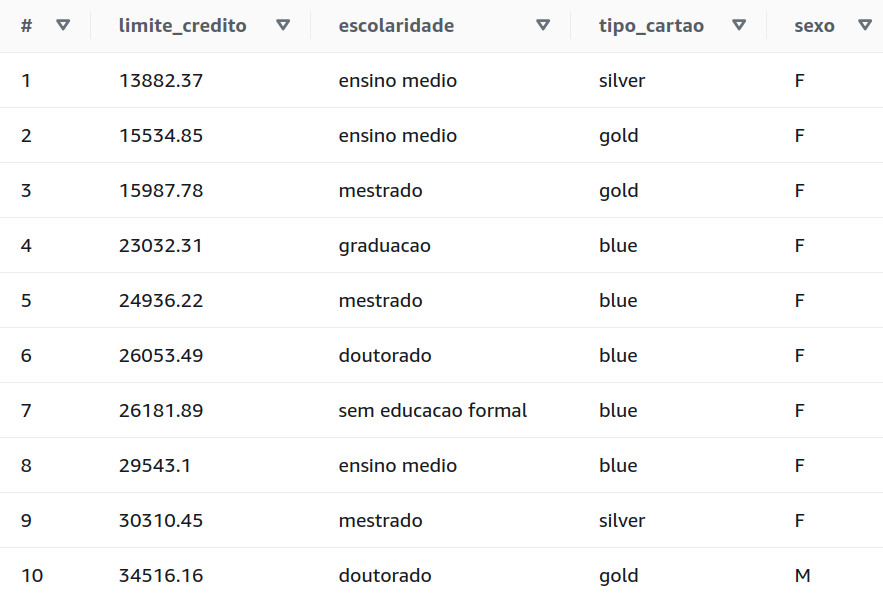 # limite_credito escolaridade tipo_cartao sexo
1 13882.37 ensino medio silver F
2 15534.85 ensino medio gold F
3 15987.78 mestrado gold F
4 23032.31 graduacao blue F
5 24936.22 mestrado blue F
6 26053.49 doutorado blue F
7 26181.89 sem educacao formal blue F
8 29543.1 ensino medio blue F
9 30310.45 mestrado silver F
10 34516.16 doutorado gold M